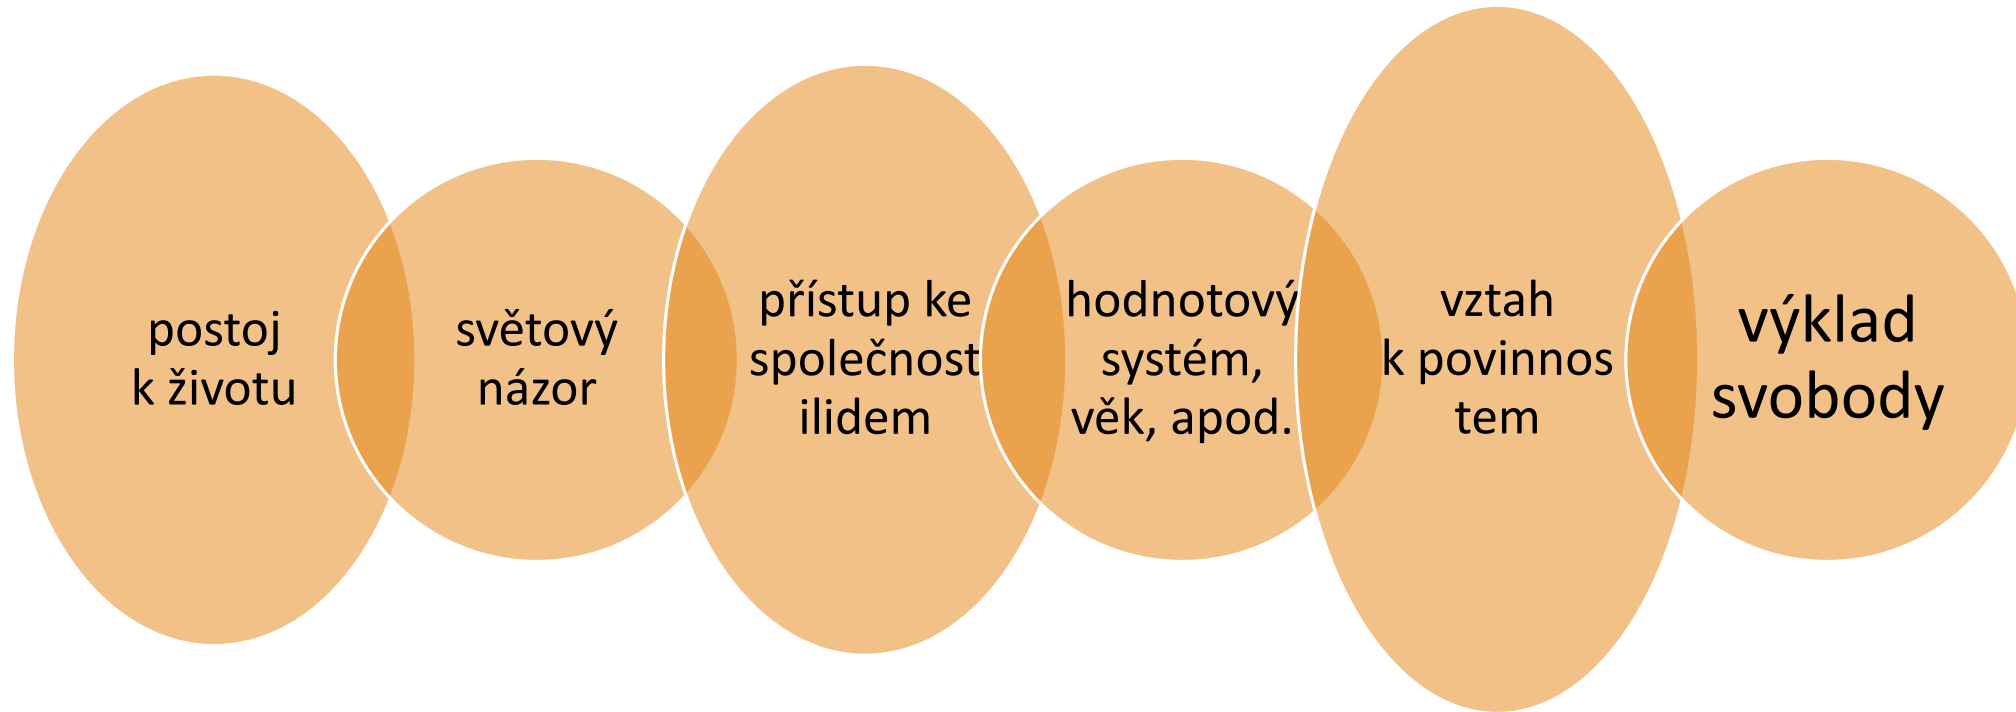 postoj
k životu
světový
názor
přístup ke
společnost
ilidem
hodnotový
systém,
věk, apod.
vztah
k povinnos
tem
výklad
svobody